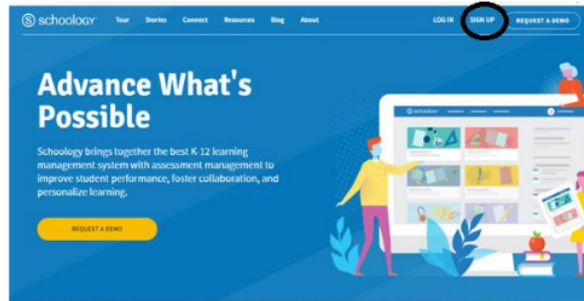 schoology Tour Stories Connect Resources Blog About LOG IN SIGN UP REQUEST A DEMO
Advance What's
Possible
Schoology brings together the best K-12 learning
management system with assessment management to
improve student performance, foster collaboration, and
personalize learning.
REQUEST A DEMO
schoology